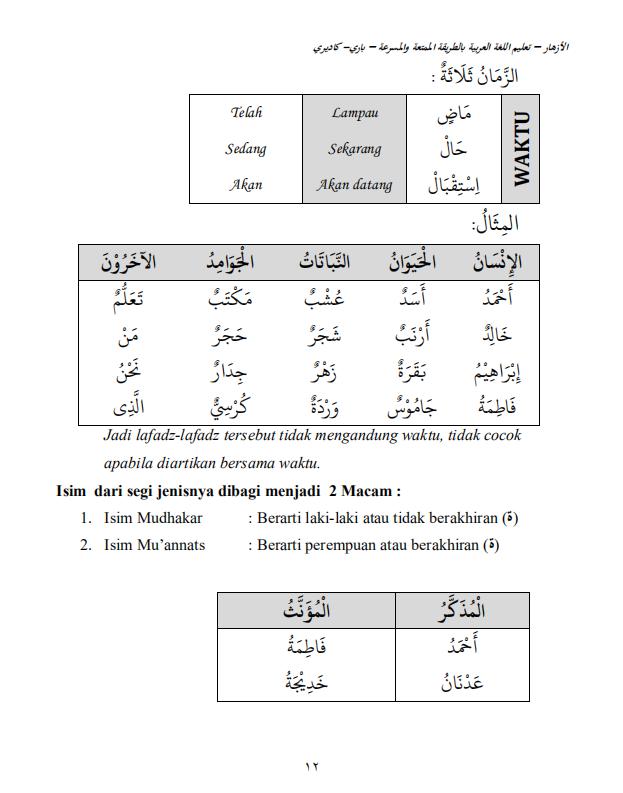 الأزهار – تعليم اللغة العربية بالطريقة الممتعة والمسرعة – باري- كاديري
الزَّمَانُ ثَلَاثَةٌ :
WAKTU
مَاضٍ Lampau Telah
حَالْ Sekarang Sedang
اِسْتِقْبَالْ Akan datang Akan
المِثَالُ:
الإِنْسَانُ الْحَيَوَانُ النَّبَاتَاتُ الْجَوَامِدُ الآخَرُوْنَ
أَحْمَدُ أَسَدٌ عُشْبٌ مَكْتَبٌ تَعَلُّمٌ
خَالِدٌ أَرْنَبٌ شَجَرٌ حَجَرٌ مَنْ
إِبْرَاهِيْمُ بَقَرَةٌ زَهْرٌ جِدَارٌ نَحْنُ
فَاطِمَةُ جَامُوْسٌ وَرْدَةٌ كُرْسِيٌّ الَّذِى
Jadi lafadz-lafadz tersebut tidak mengandung waktu, tidak cocok
apabila diartikan bersama waktu.
Isim dari segi jenisnya dibagi menjadi 2 Macam :
1. Isim Mudhakar : Berarti laki-laki atau tidak berakhiran (ة)
2. Isim Mu’annats : Berarti perempuan atau berakhiran (ة)
الْمُذَكَّرُ الْمُؤَنَّثُ
أَحْمَدُ فَاطِمَةُ
عَدْنَانُ خَدِيْجَةُ
١٢